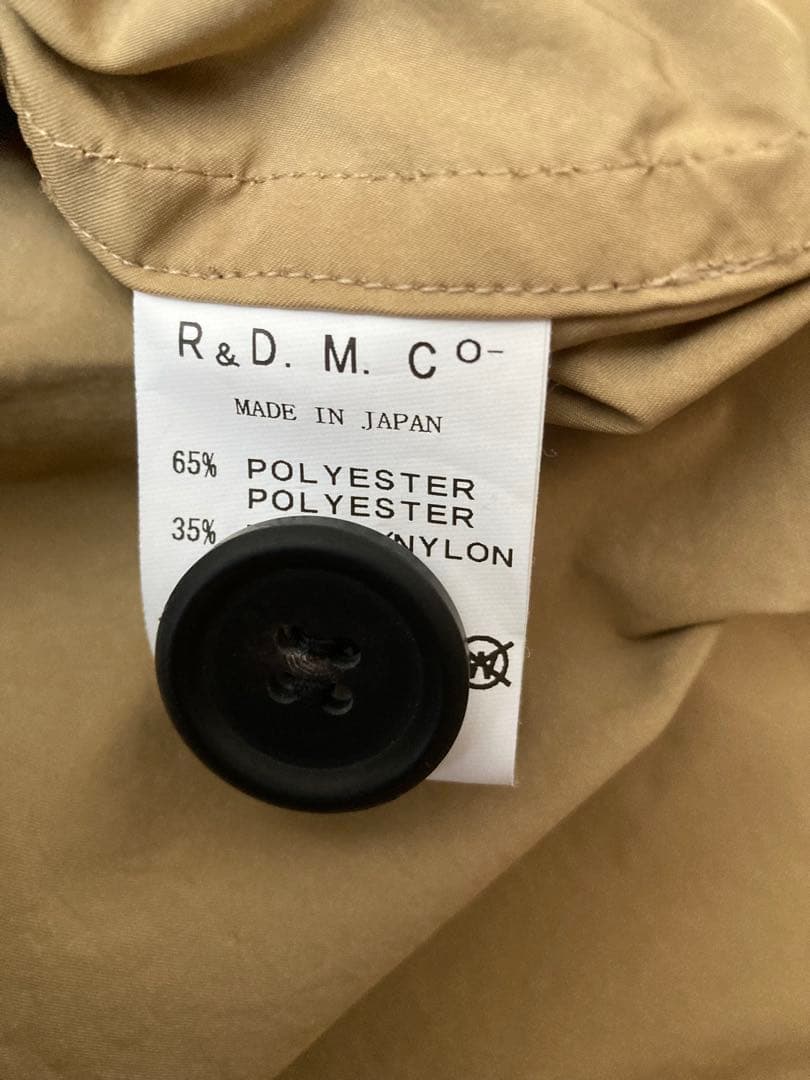 R&D. M. Co-
MADE IN JAPAN
65% POLYESTER
POLYESTER
35% /NYLON
W